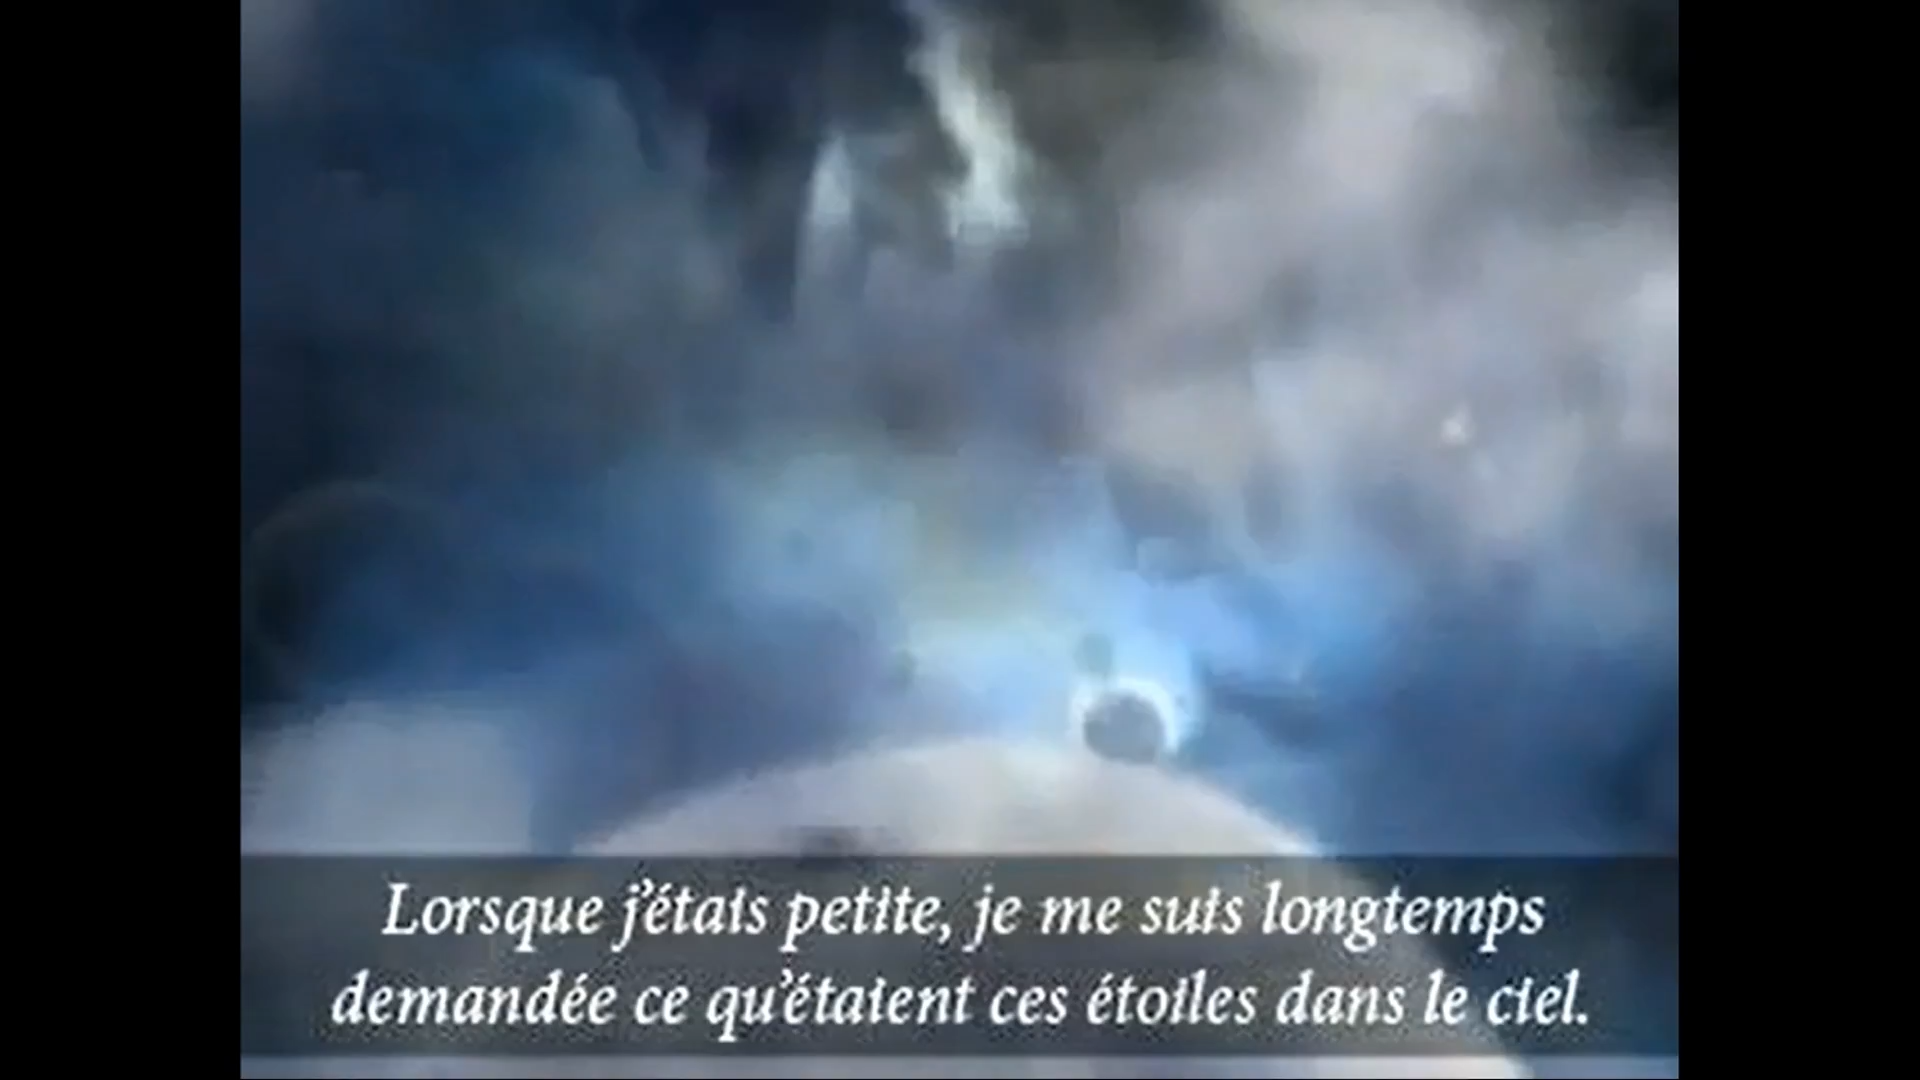 Lorsque j'étais petite, je me suis longtemps
demandée ce qu'étaient ces étoiles dans le ciel.